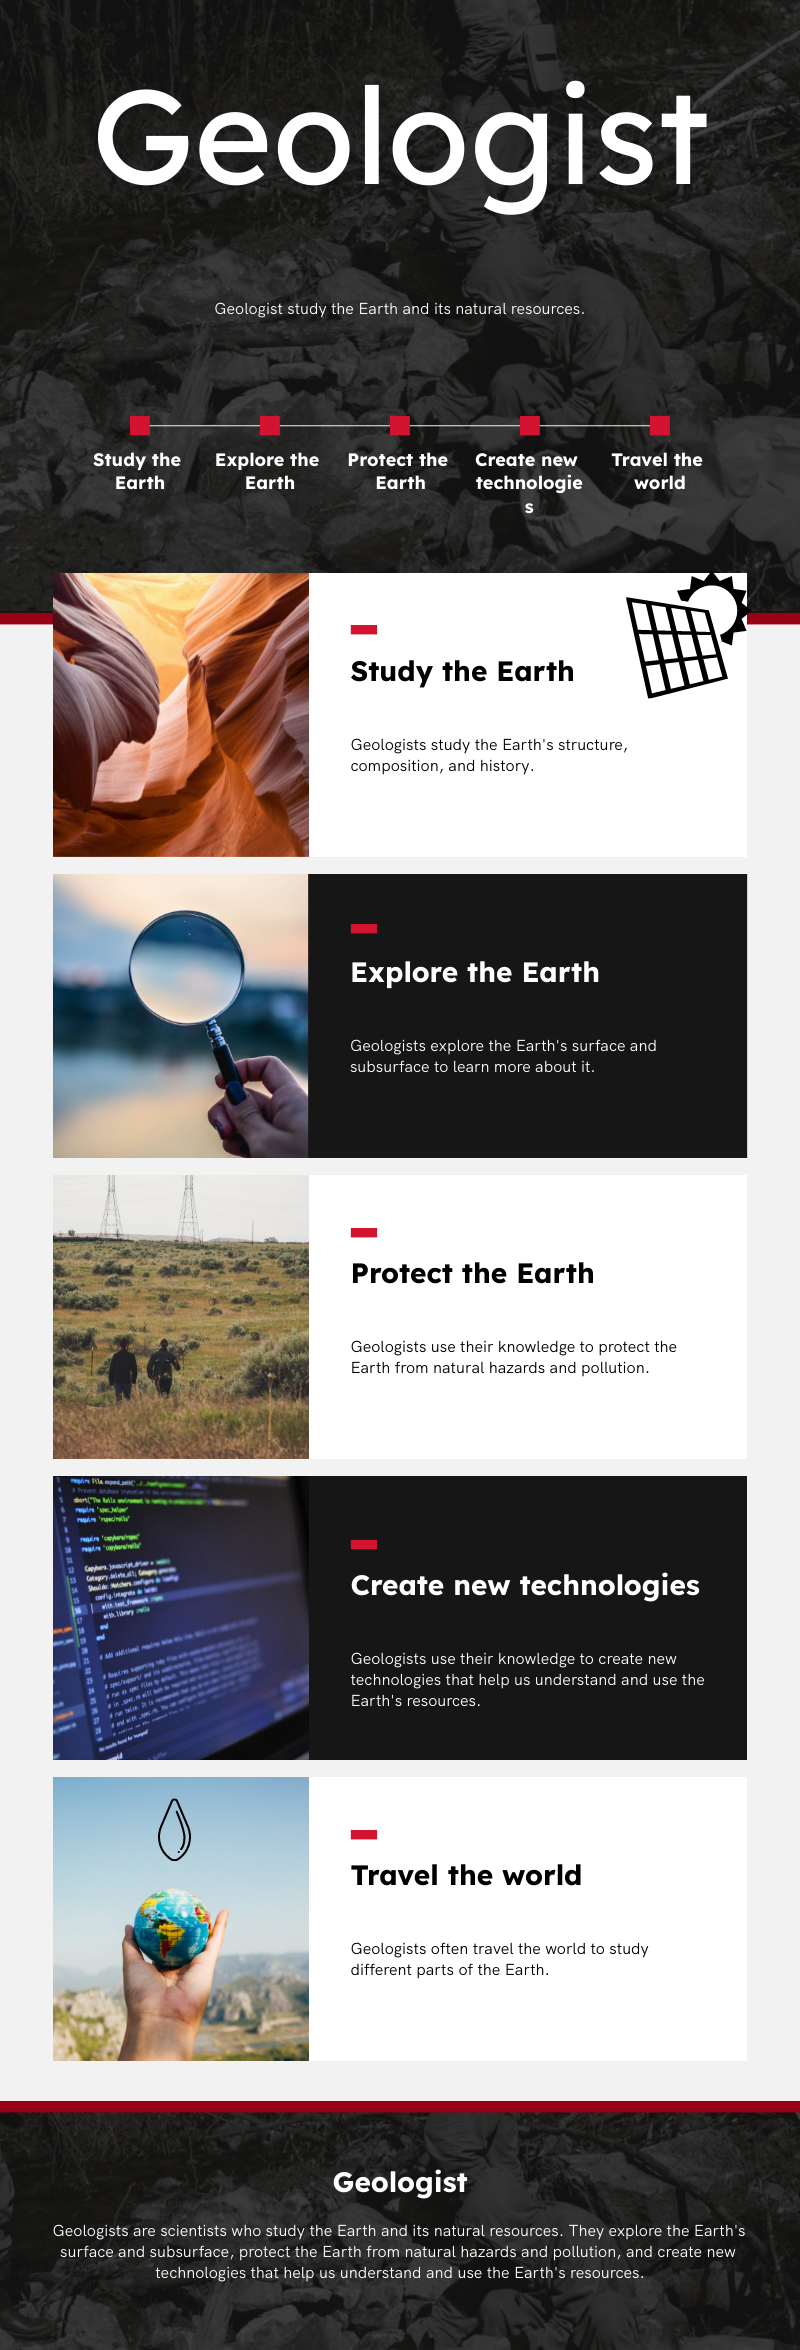 Geologist
Geologist study the Earth and its natural resources.
Study the
Earth
Explore the
Earth
Protect the
Earth
Create new
technologie
s
Travel the
world
Study the Earth
Geologists study the Earth's structure,
composition, and history.
Explore the Earth
Geologists explore the Earth's surface and
subsurface to learn more about it.
Protect the Earth
Geologists use their knowledge to protect the
Earth from natural hazards and pollution.
Create new technologies
Geologists use their knowledge to create new
technologies that help us understand and use the
Earth's resources.
Travel the world
Geologists often travel the world to study
different parts of the Earth.
Geologist
Geologists are scientists who study the Earth and its natural resources. They explore the Earth's
surface and subsurface, protect the Earth from natural hazards and pollution, and create new
technologies that help us understand and use the Earth's resources.